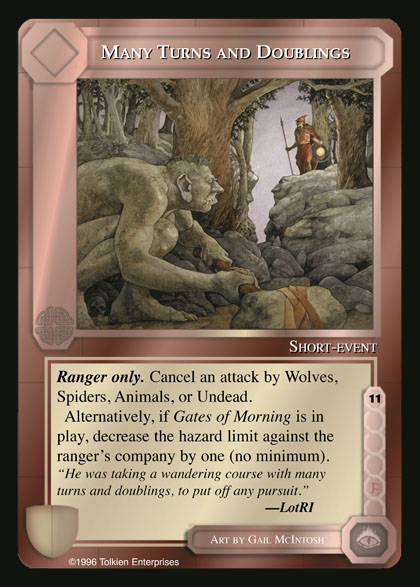 Many Turns and Doublings
Short-event
Ranger only. Cancel an attack by Wolves,
Spiders, Animals, or Undead.
Alternatively, if Gates of Morning is in
play, decrease the hazard limit against the
ranger's company by one (no minimum).
"He was taking a wandering course with many
turns and doublings, to put off any pursuit."
—LotRI
11
Art by Gail McIntosh
©1996 Tolkien Enterprises